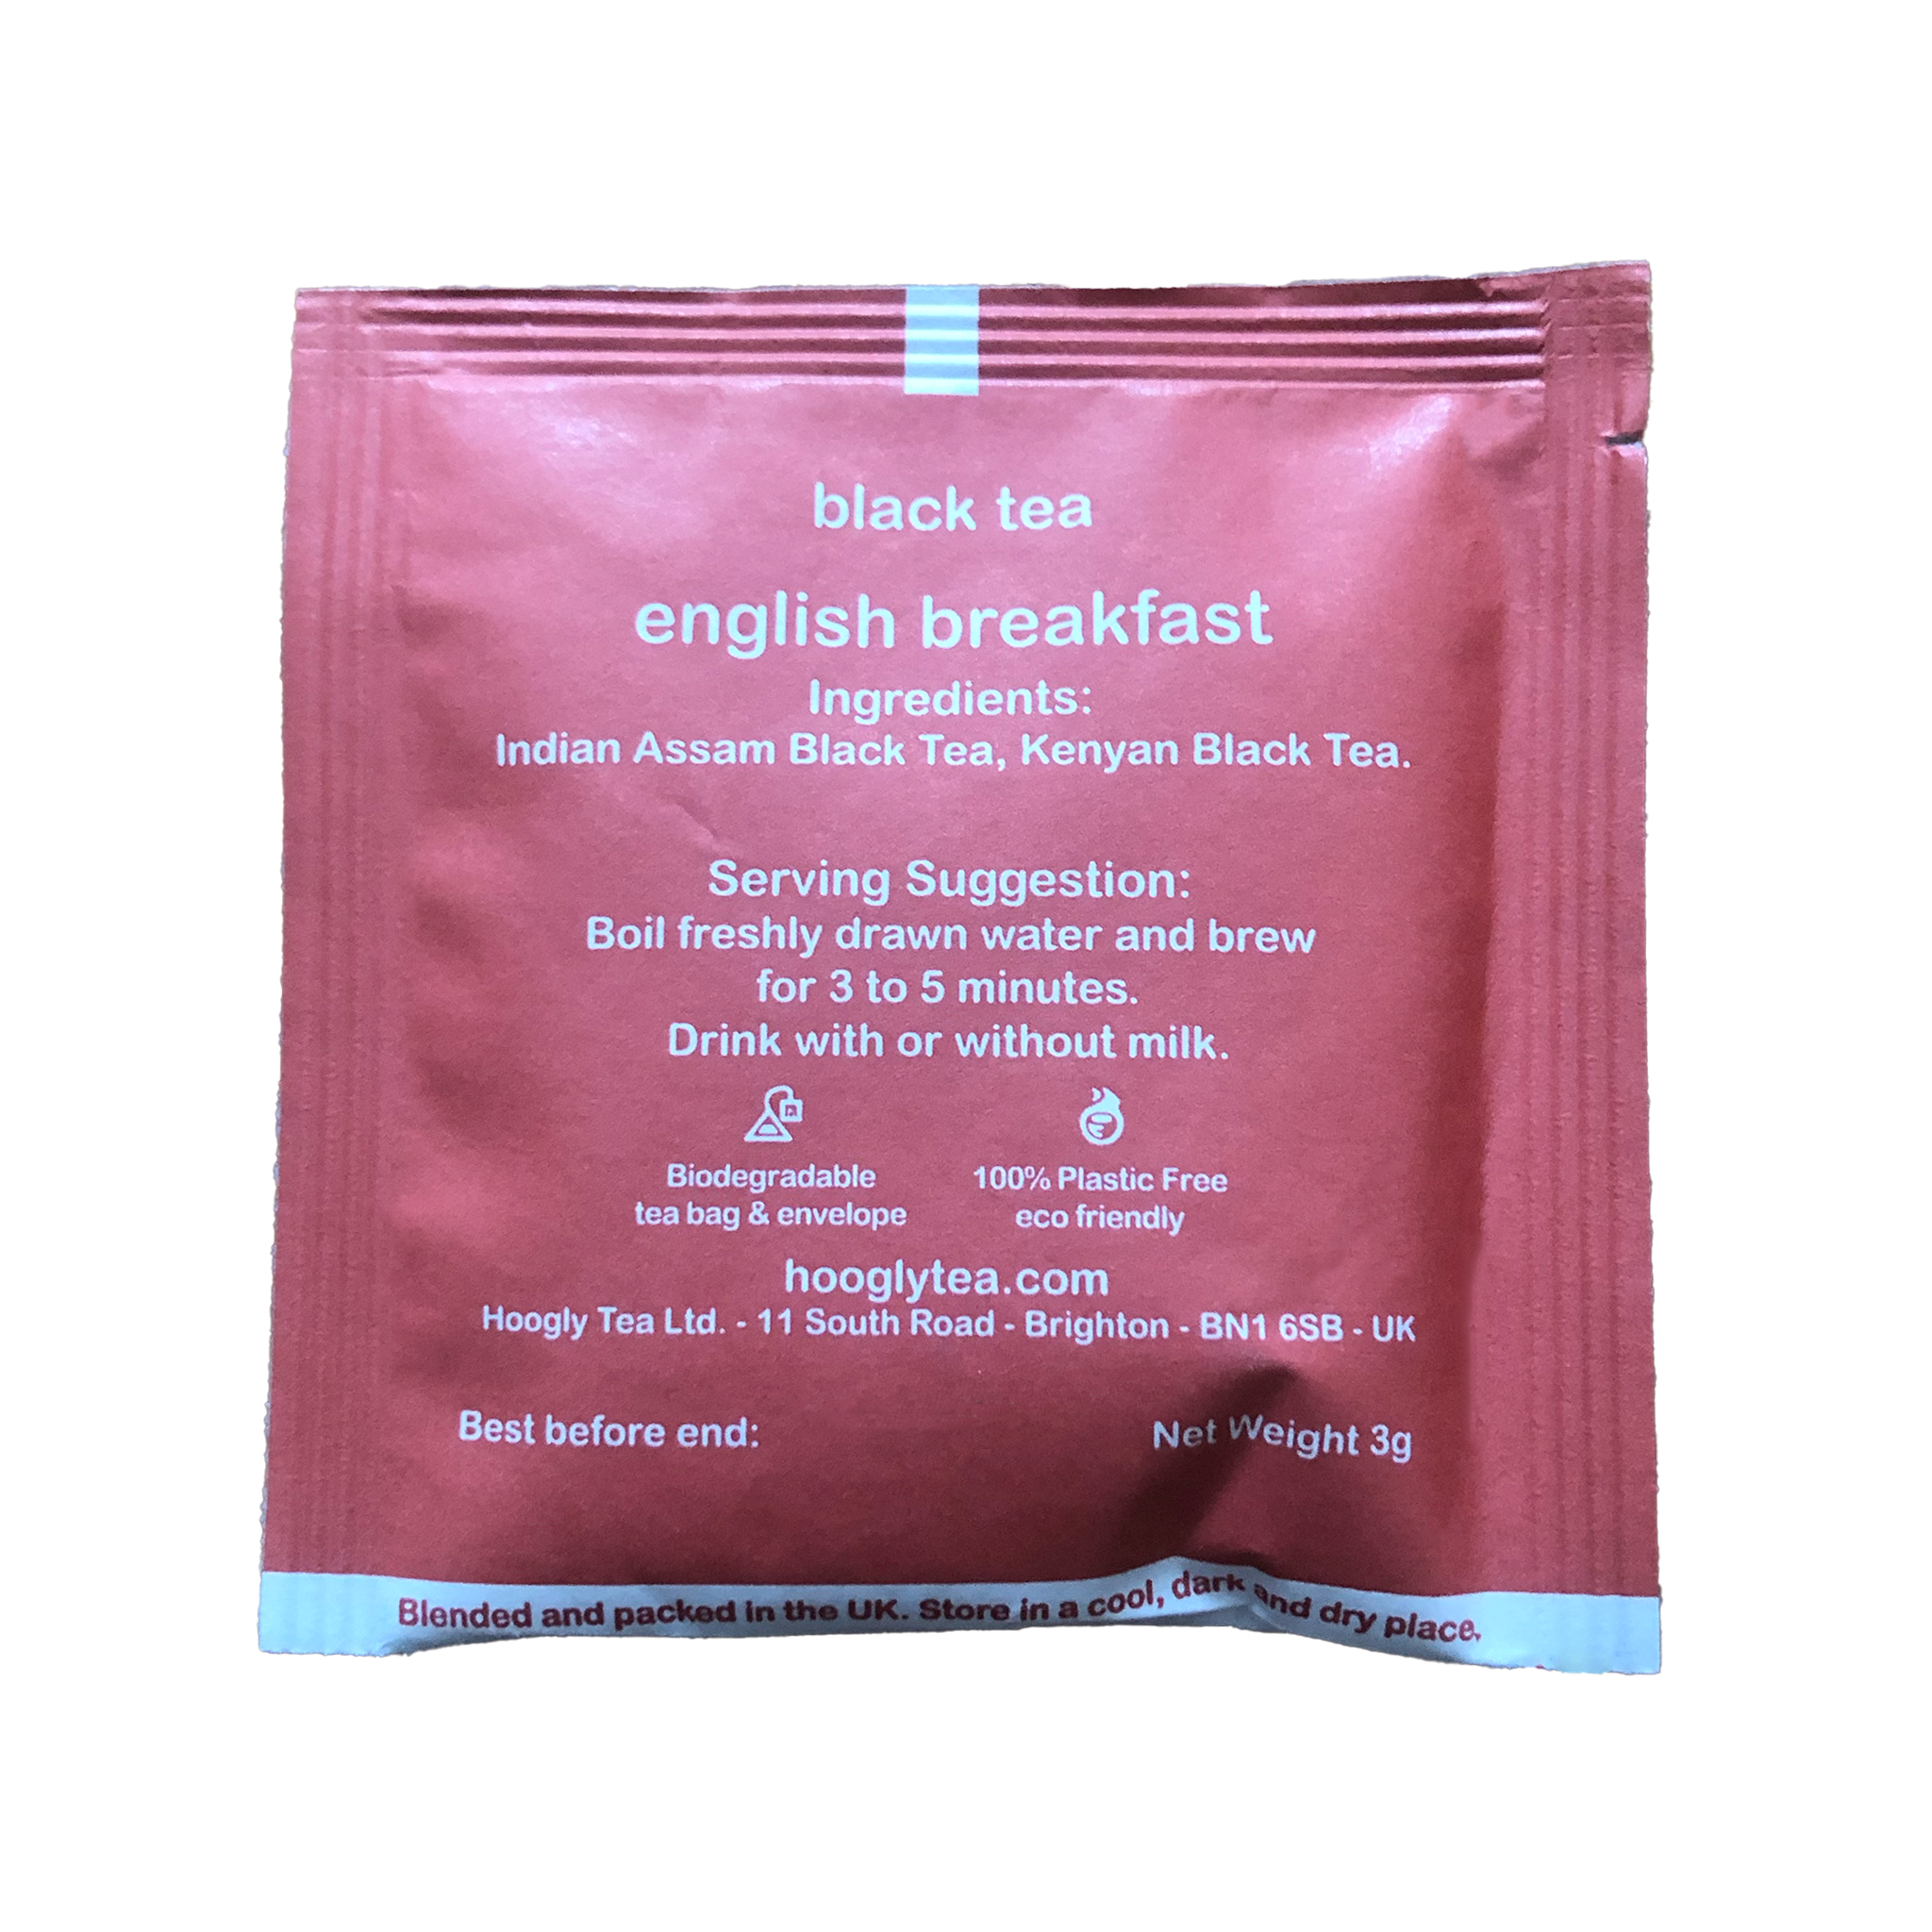 black tea
english breakfast
Ingredients:
Indian Assam Black Tea, Kenyan Black Tea.
Serving Suggestion:
Boil freshly drawn water and brew
for 3 to 5 minutes.
Drink with or without milk.
Biodegradable
tea bag & envelope
100% Plastic Free
eco friendly
hooglytea.com
Hoogly Tea Ltd. - 11 South Road - Brighton - BN1 6SB - UK
Best before end:
Net Weight 3g
Blended and packed in the UK. Store in a cool, dark and dry place.